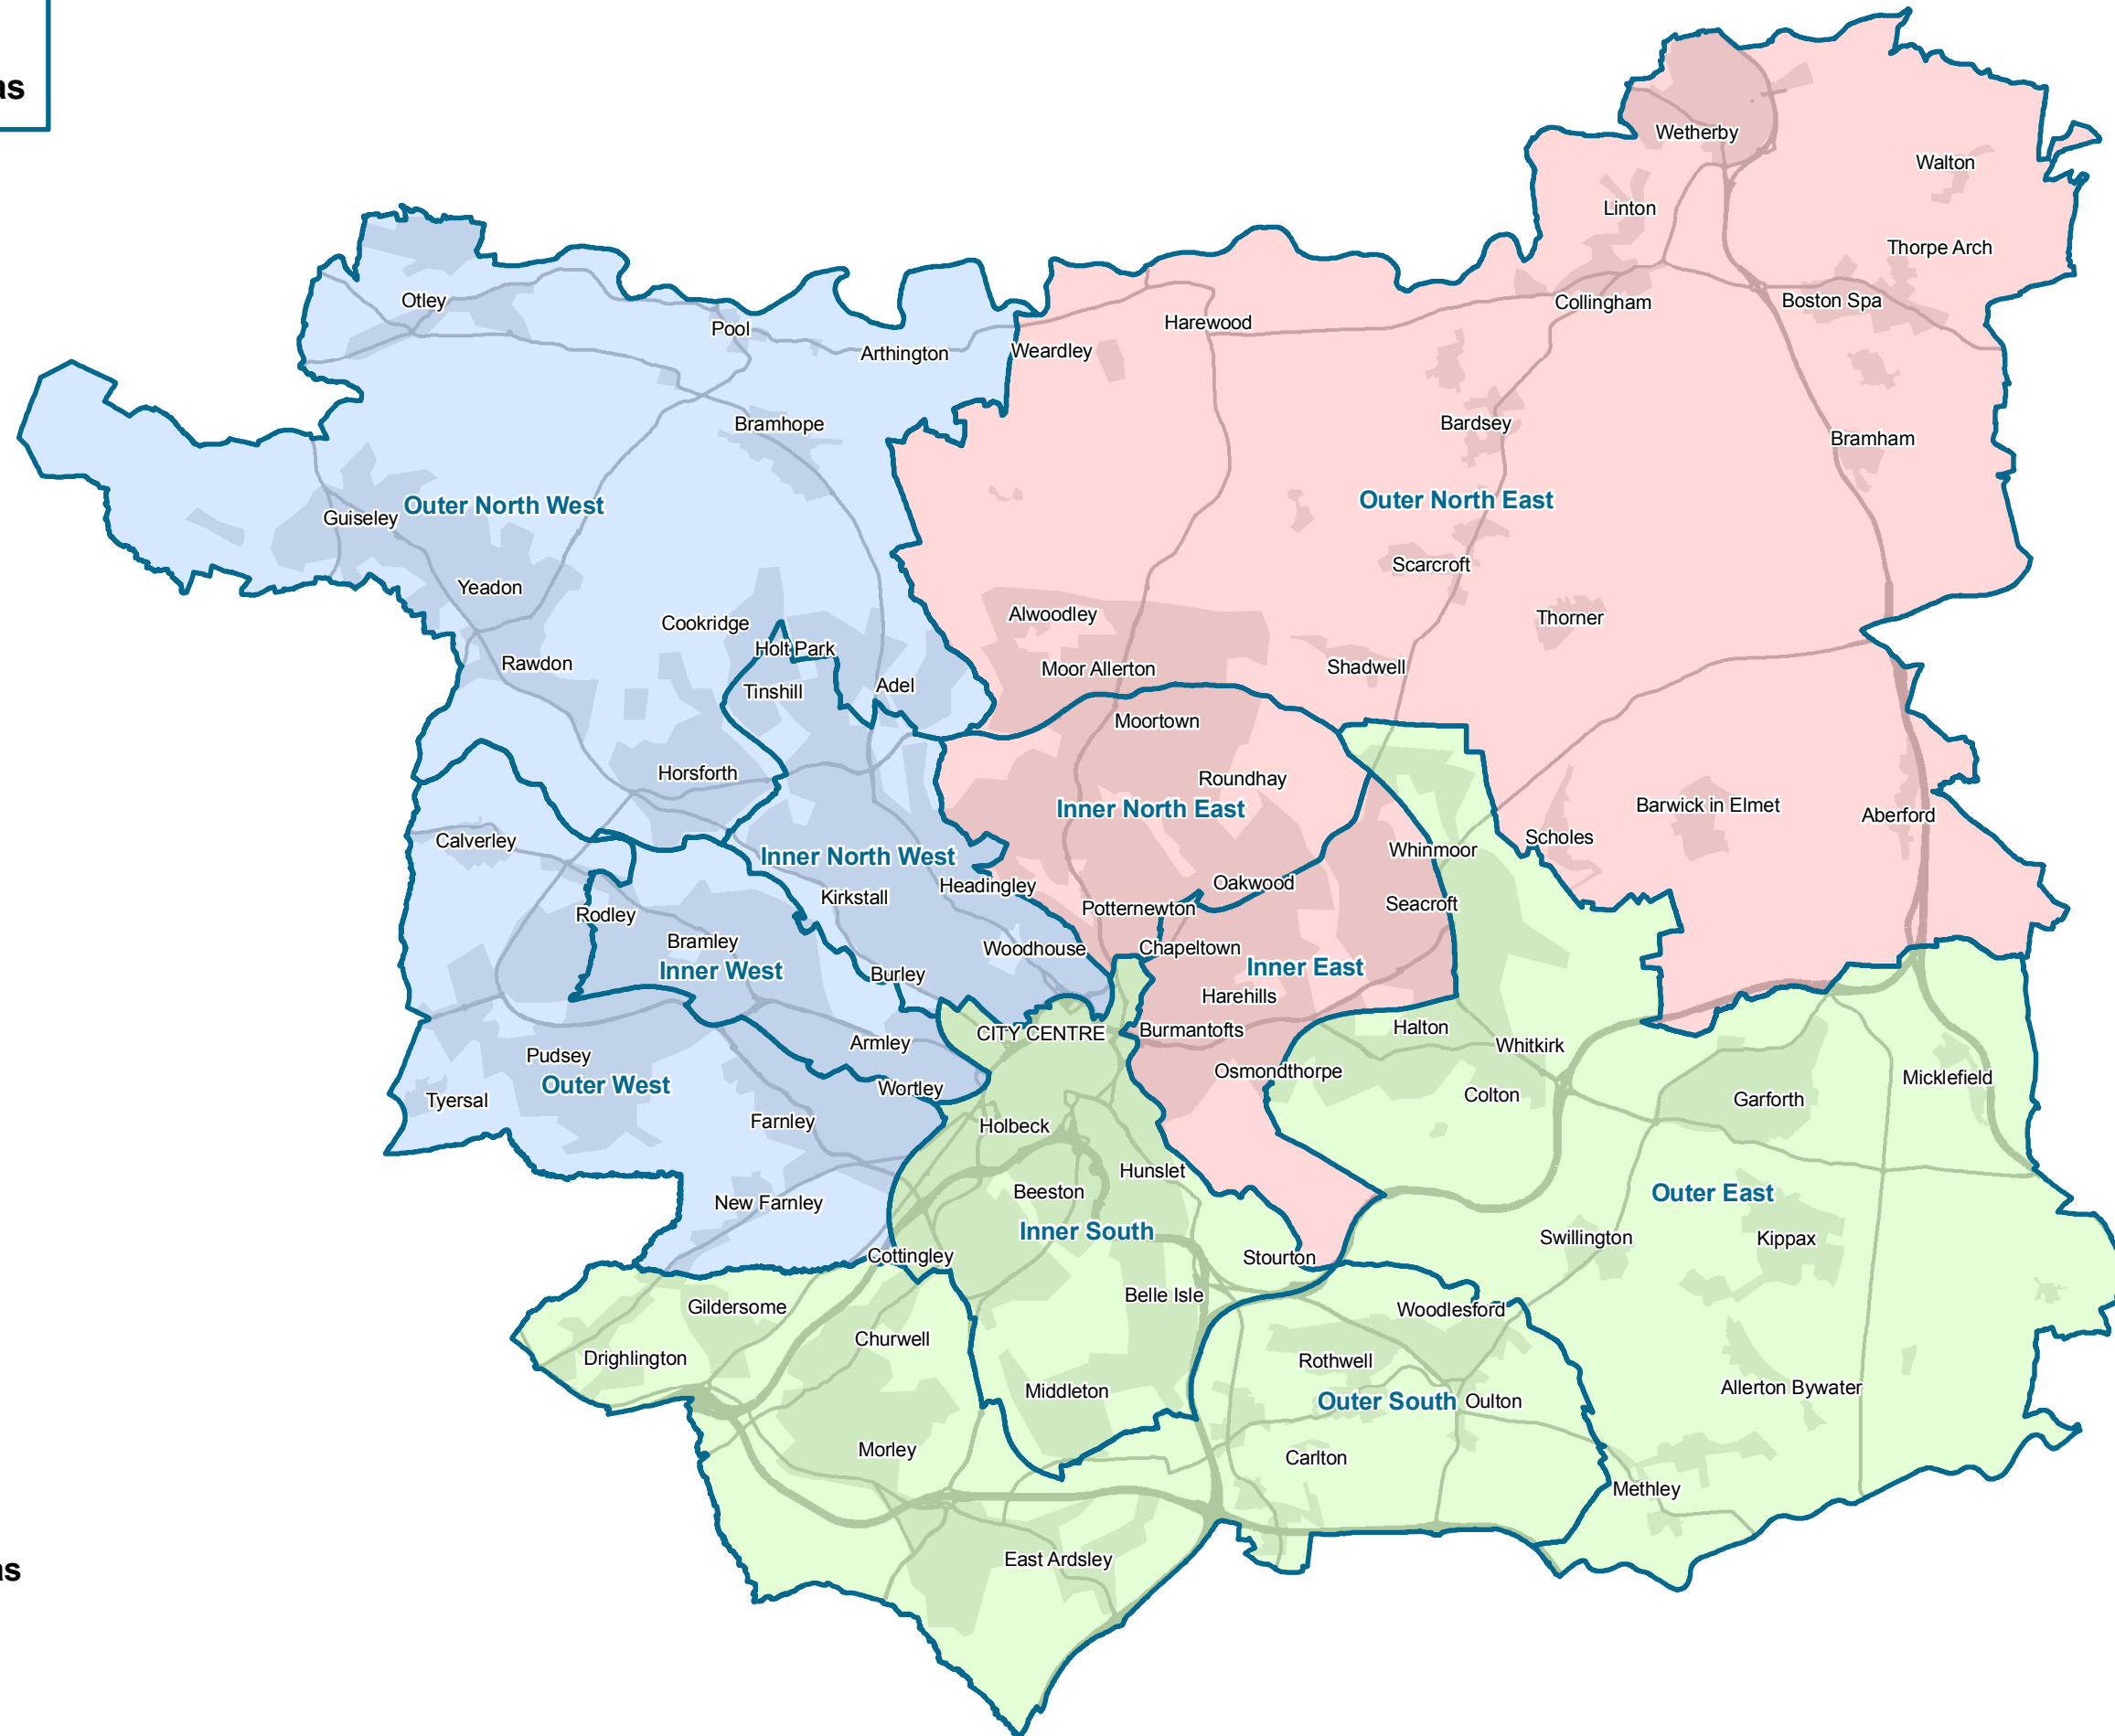 as
Wetherby
Walton
Linton
Thorpe Arch
Otley
Collingham
Boston Spa
Pool
Harewood
Arthington
Weardley
Bramhope
Bardsey
Bramham
Outer North West
Outer North East
Guiseley
Scarcroft
Yeadon
Alwoodley
Thorner
Cookridge
Holt Park
Rawdon
Moor Allerton
Shadwell
Tinshill
Adel
Moortown
Horsforth
Roundhay
Inner North East
Barwick in Elmet
Aberford
Calverley
Scholes
Whinmoor
Inner North West
Headingley
Oakwood
Kirkstall
Seacroft
Potternewton
Rodley
Bramley
Woodhouse
Chapeltown
Inner West
Inner East
Burley
Harehills
CITY CENTRE
Burmantofts
Halton
Armley
Whitkirk
Pudsey
Osmondthorpe
Micklefield
Outer West
Wortley
Colton
Garforth
Tyersal
Farnley
Holbeck
Hunslet
Beeston
Outer East
New Farnley
Inner South
Swillington
Kippax
Cottingley
Stourton
Belle Isle
Gildersome
Woodlesford
Churwell
Drighlington
Rothwell
Middleton
Allerton Bywater
Outer South
Oulton
Morley
Carlton
Methley
East Ardsley
as